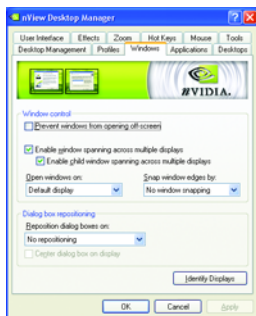 nView Desktop Manager
User Interface Effects Zoom Hot Keys Mouse Tools
Desktop Management Profiles Windows Applications Desktops
NVIDIA.
Window control
Prevent windows from opening off-screen
Enable window spanning across multiple displays
Enable child window spanning across multiple displays
Open windows on: Snap window edges by:
Default display No window snapping
Dialog box repositioning
Reposition dialog boxes on:
No repositioning
Center dialog box on display
Identify Displays
OK Cancel Apply